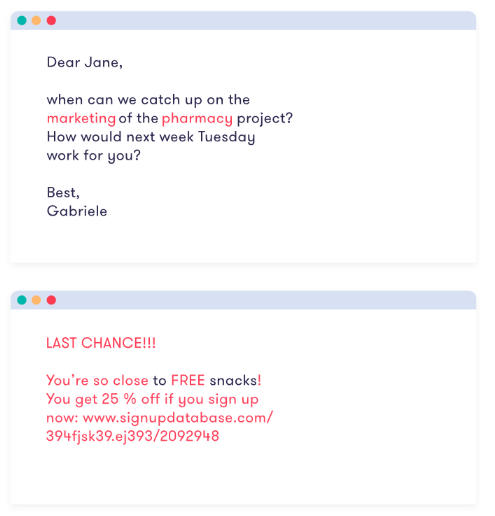 Dear Jane,
when can we catch up on the
marketing of the pharmacy project?
How would next week Tuesday
work for you?
Best,
Gabriele
LAST CHANCE!!!
You're so close to FREE snacks!
You get 25 % off if you sign up
now: www.signupdatabase.com/
394fjsk39.ej393/2092948